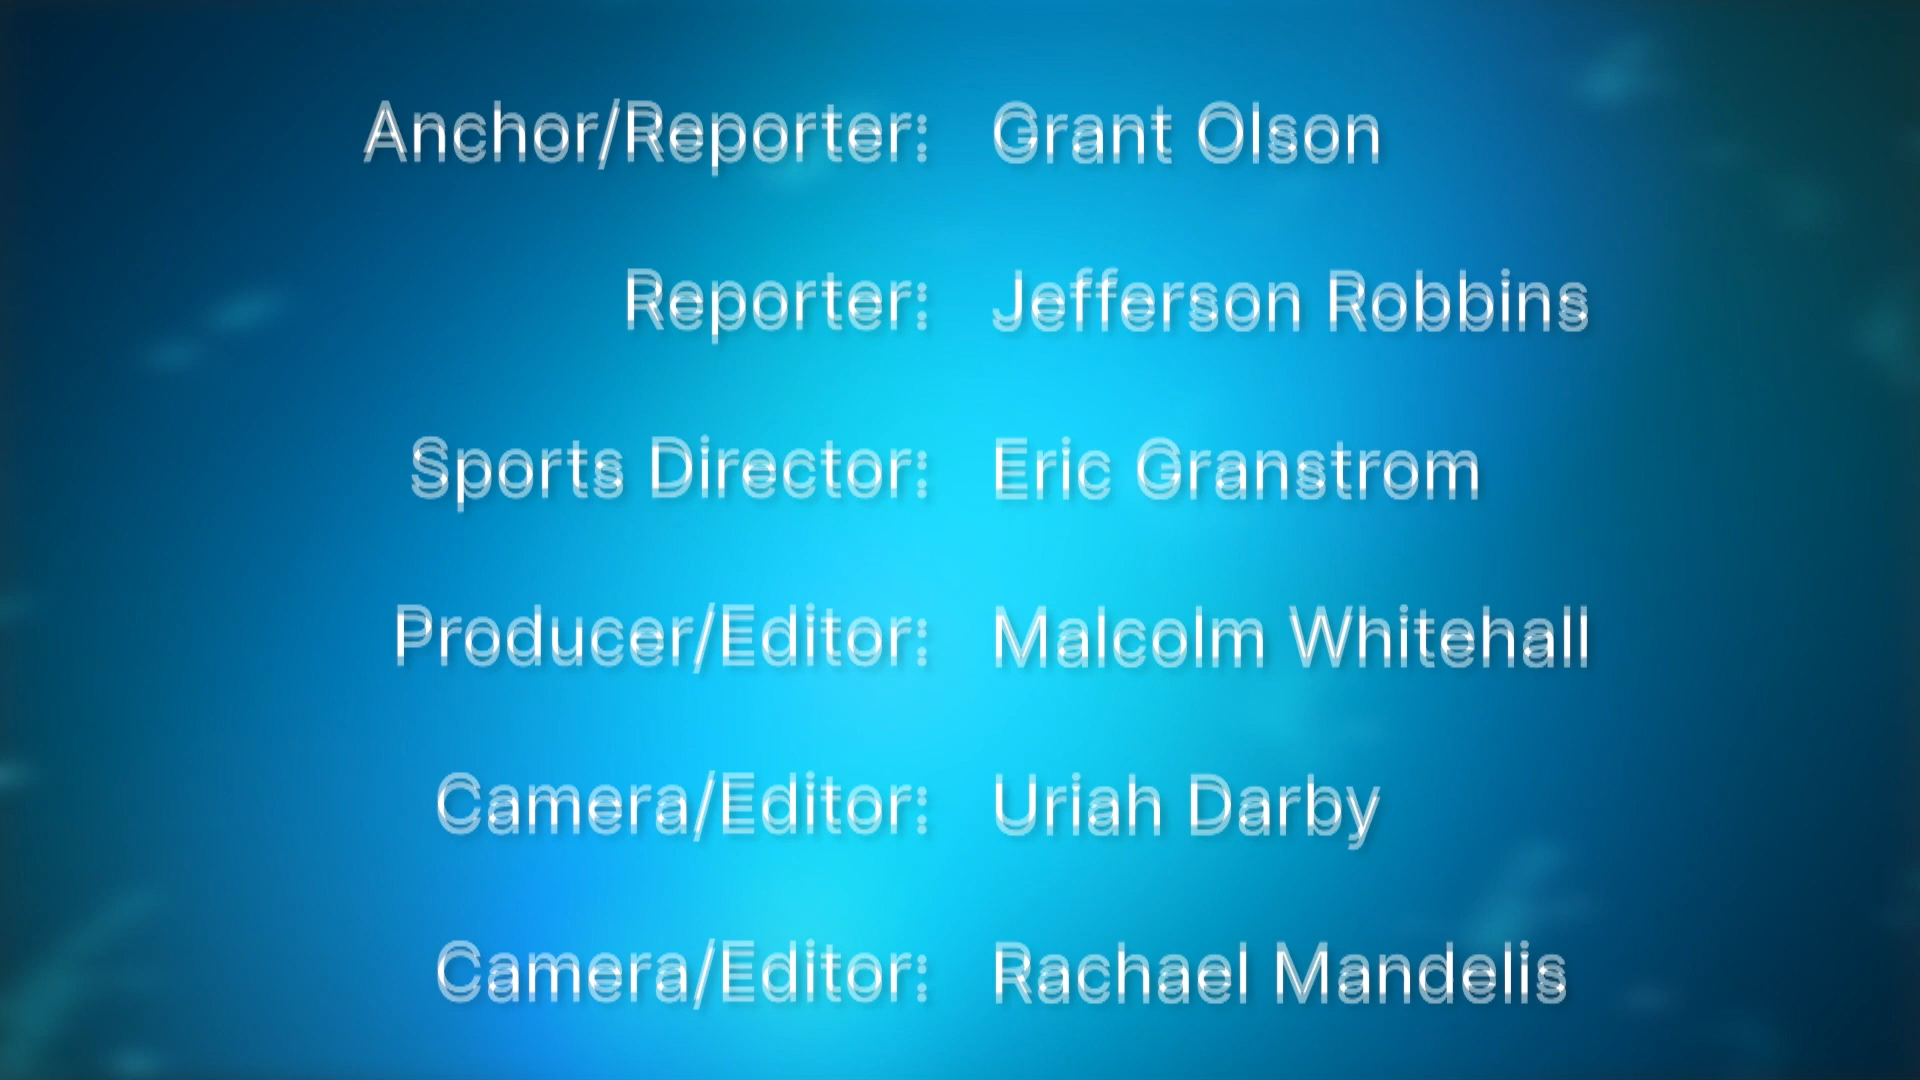 Anchor/Reporter: Grant Olson
Reporter: Jefferson Robbins
Sports Director: Eric Granstrom
Producer/Editor: Malcolm Whitehall
Camera/Editor: Uriah Darby
Camera/Editor: Rachael Mandelis